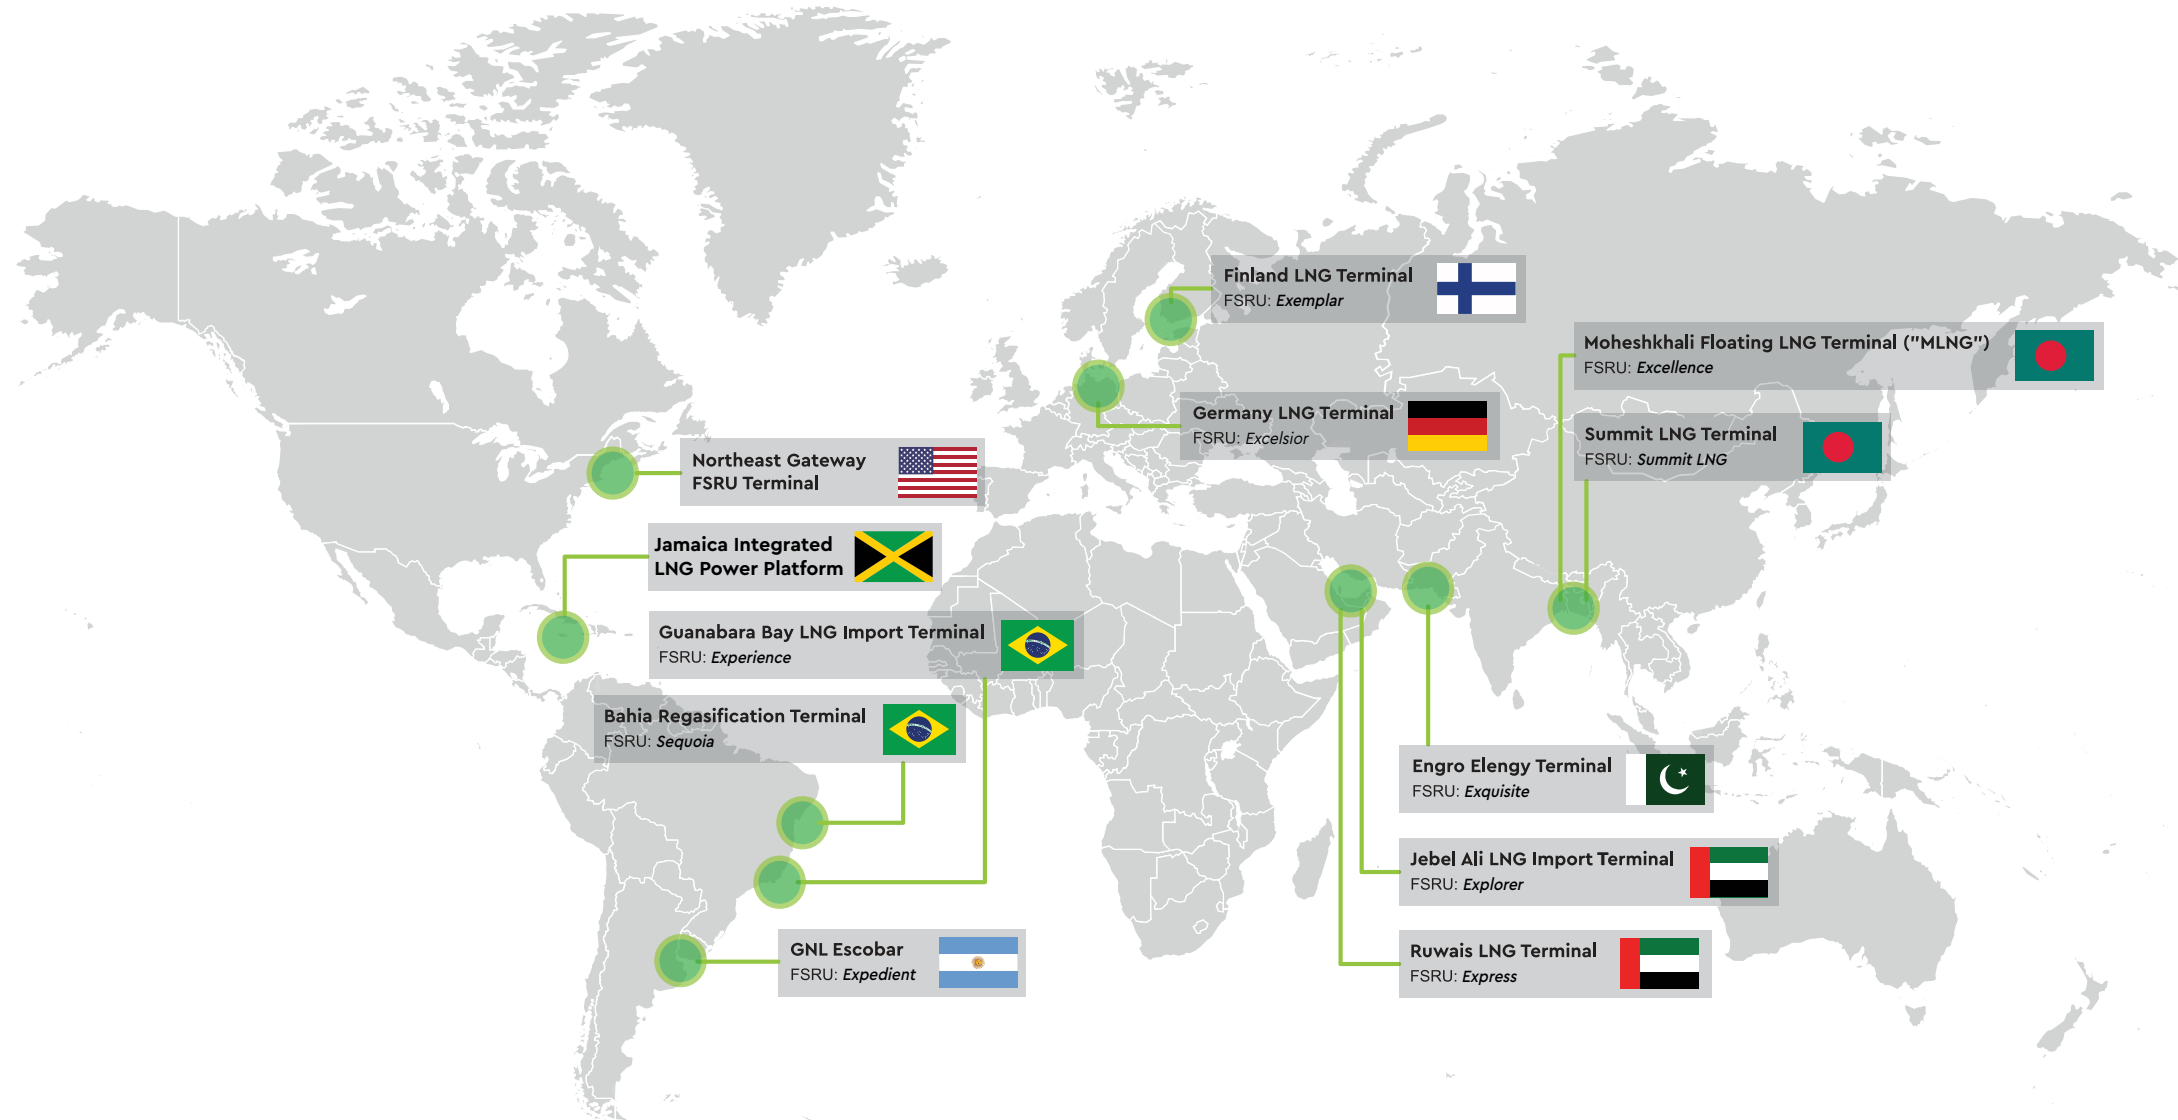 Finland LNG Terminal
FSRU: Exemplar
Moheshkhali Floating LNG Terminal ("MLNG")
FSRU: Excellence
Germany LNG Terminal
FSRU: Excelsior
Summit LNG Terminal
FSRU: Summit LNG
Northeast Gateway
FSRU Terminal
Jamaica Integrated
LNG Power Platform
Guanabara Bay LNG Import Terminal
FSRU: Experience
Bahia Regasification Terminal
FSRU: Sequoia
Engro Elengy Terminal
FSRU: Exquisite
Jebel Ali LNG Import Terminal
FSRU: Explorer
GNL Escobar
FSRU: Expedient
Ruwais LNG Terminal
FSRU: Express